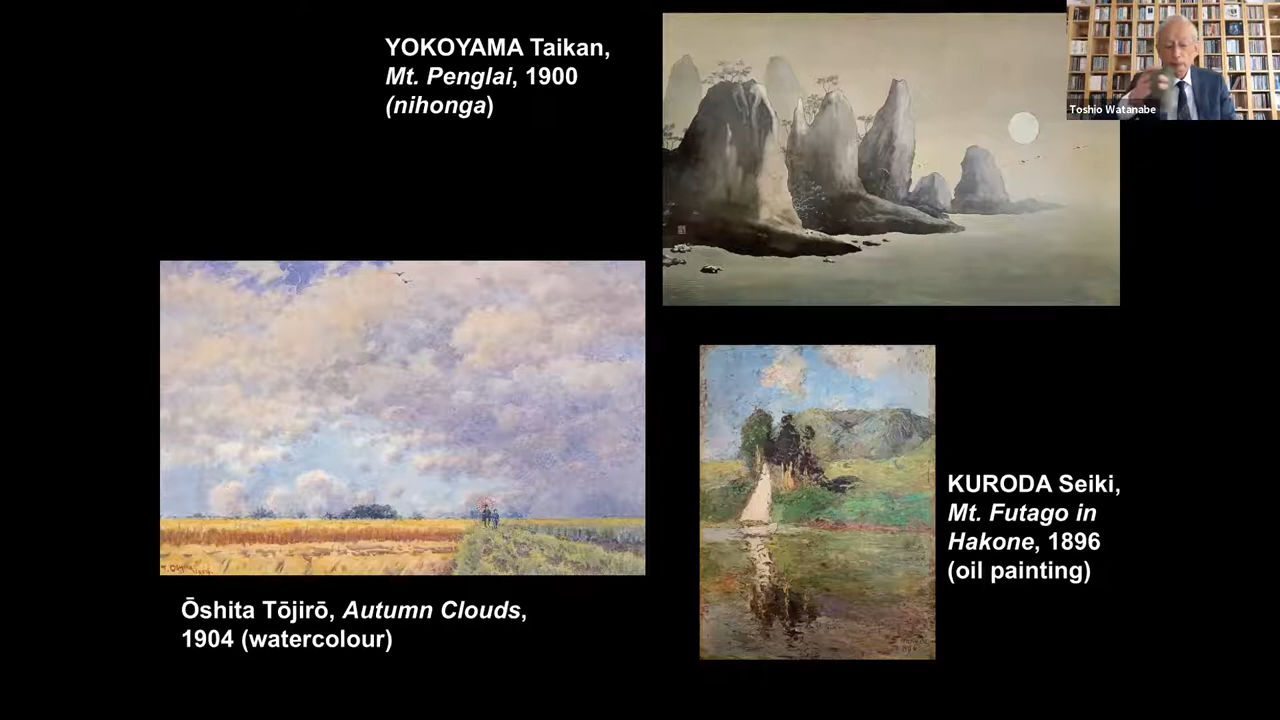 YOKOYAMA Taikan,
Mt. Penglai, 1900
(nihonga)
Toshio Watanabe
KURODA Seiki,
Mt. Futago in
Hakone, 1896
(oil painting)
Ōshita Tōjirō, Autumn Clouds,
1904 (watercolour)